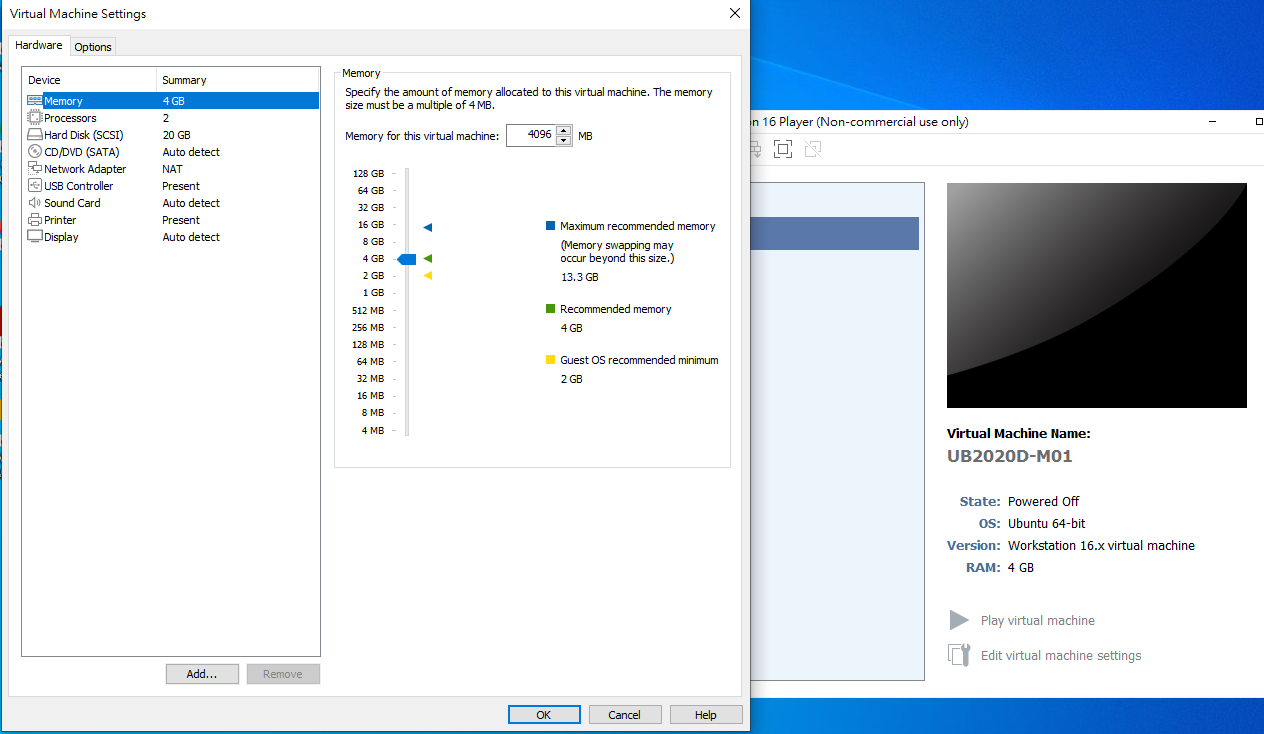 Virtual Machine Settings
Hardware Options
Device Summary
Memory 4 GB
Processors 2
Hard Disk (SCSI) 20 GB
CD/DVD (SATA) Auto detect
Network Adapter NAT
USB Controller Present
Sound Card Auto detect
Printer Present
Display Auto detect
Add... Remove
Memory
Specify the amount of memory allocated to this virtual machine. The memory
size must be a multiple of 4 MB.
Memory for this virtual machine: 4096 MB
128 GB
64 GB
32 GB
16 GB
8 GB
4 GB
2 GB
1 GB
512 MB
256 MB
128 MB
64 MB
32 MB
16 MB
8 MB
4 MB
Maximum recommended memory
(Memory swapping may
occur beyond this size.)
13.3 GB
Recommended memory
4 GB
Guest OS recommended minimum
2 GB
OK Cancel Help
on 16 Player (Non-commercial use only)
Virtual Machine Name:
UB2020D-M01
State: Powered Off
OS: Ubuntu 64-bit
Version: Workstation 16.x virtual machine
RAM: 4 GB
Play virtual machine
Edit virtual machine settings